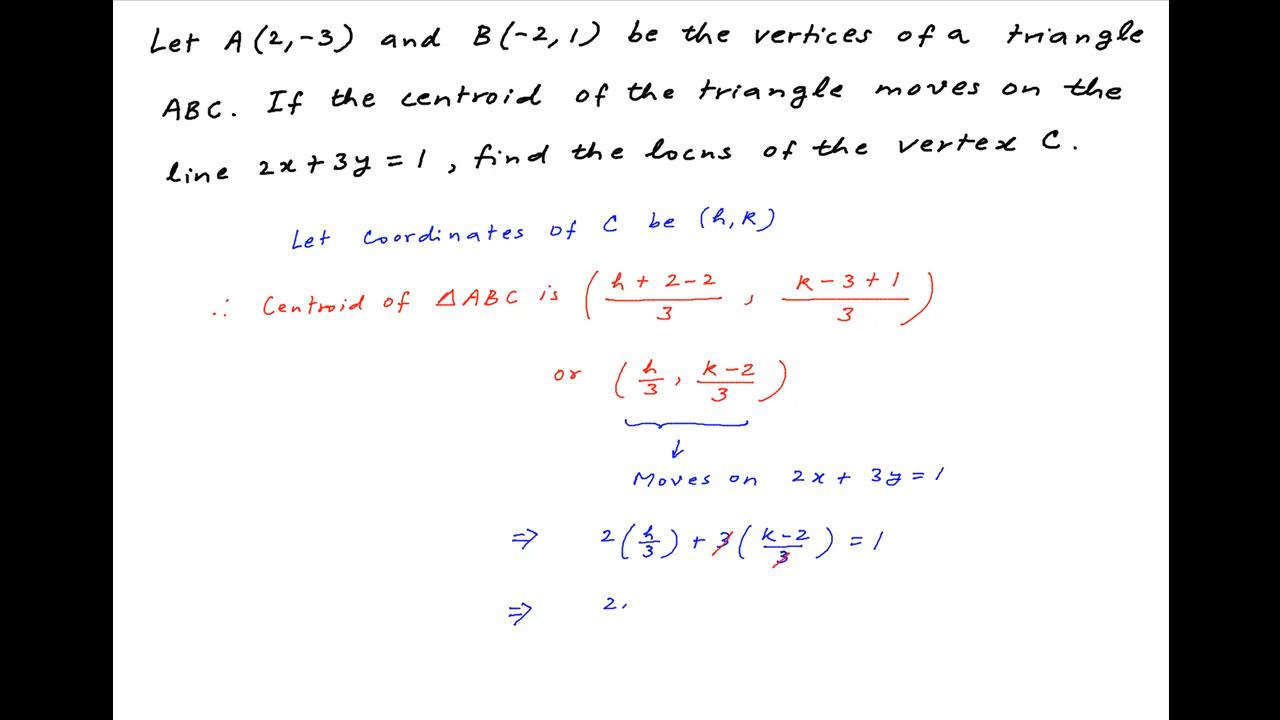 Let A(2,-3) and B(-2,1) be the vertices of a triangle
ABC. If the centroid of the triangle moves on the
line 2x+3y=1, find the locus of the vertex C.
Let coordinates of C be (h,k)
∴ Centroid of △ABC is ((h+2-2)/3, (k-3+1)/3)
or (h/3, (k-2)/3)
↓
Moves on 2x+3y=1
⇒ 2(h/3)+3((k-2)/3)=1
⇒ 2.